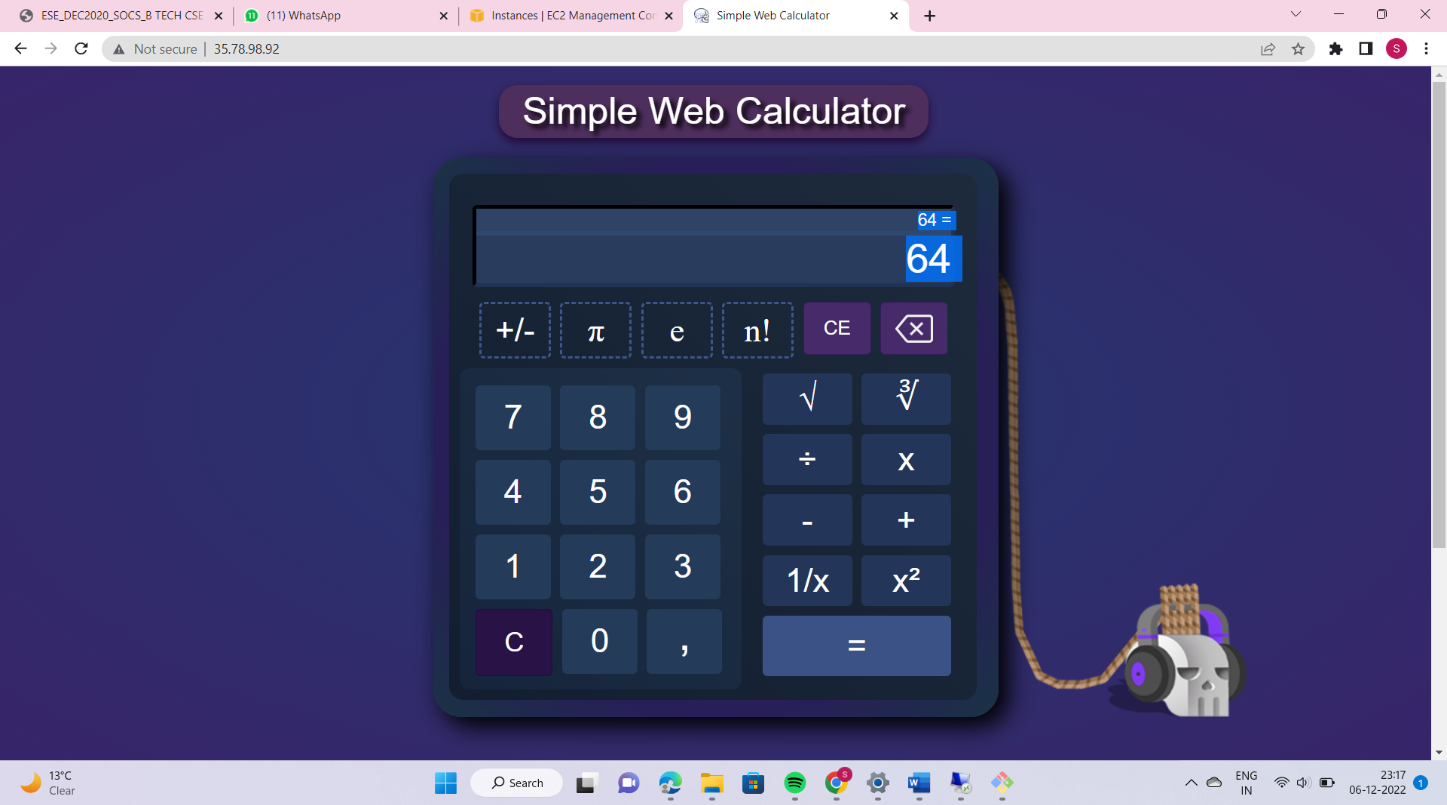 ESE_DEC2020_SOCS_B TECH CSE
(11) WhatsApp
Instances | EC2 Management Con
Simple Web Calculator
Not secure | 35.78.98.92
S
Simple Web Calculator
64 =
64
+/- π e n! CE
7 8 9 √ ∛
4 5 6 ÷ x
1 2 3 - +
C 0 , 1/x x²
=
13°C
Clear
Search
S
ENG
IN
23:17
06-12-2022
1